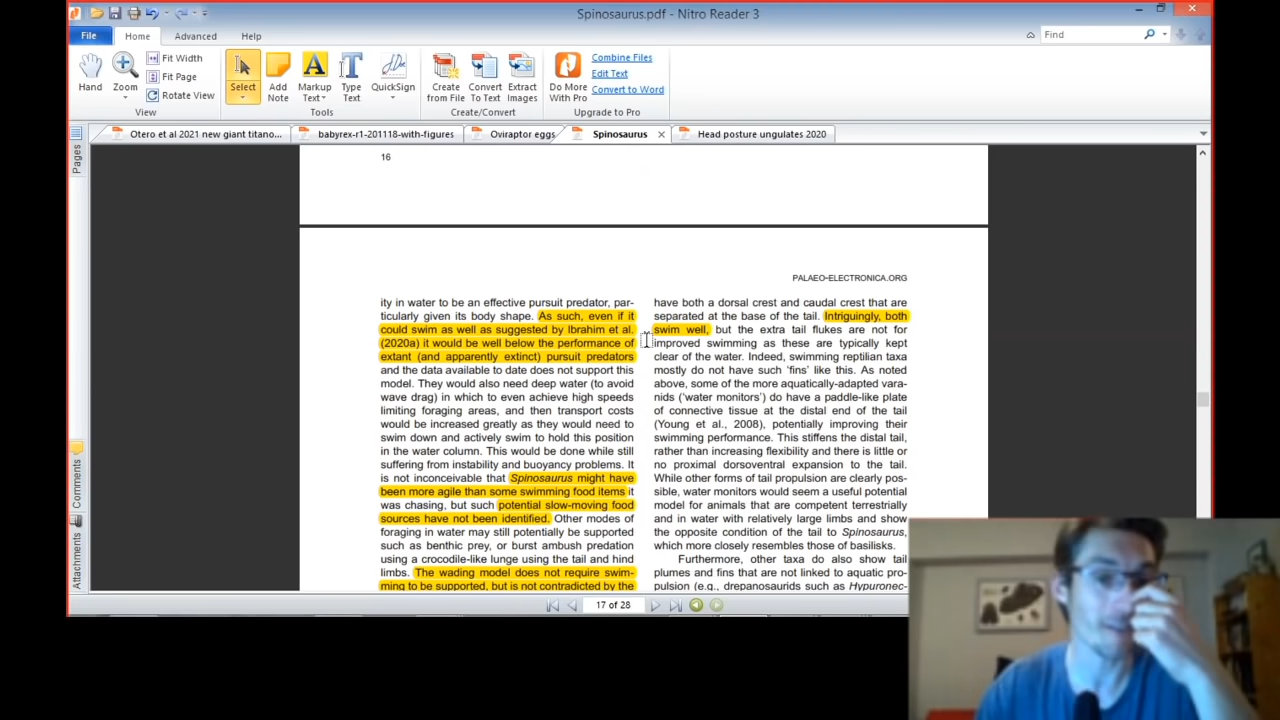 Spinosaurus.pdf - Nitro Reader 3
File Home Advanced Help
Find
Hand
Zoom
Fit Width
Fit Page
Rotate View
View
Select
Add Note
Markup Text
Type Text
QuickSign
Tools
Create from File
Convert To Text
Extract Images
Create/Convert
Do More With Pro
Combine Files
Edit Text
Convert to Word
Upgrade to Pro
Otero et al 2021 new giant titano...
babyrex-r1-201118-with-figures
Oviraptor eggs
Spinosaurus
Head posture ungulates 2020
Pages
Comments
Attachments
16
PALAEO-ELECTRONICA.ORG
ity in water to be an effective pursuit predator, par-
ticularly given its body shape. As such, even if it
could swim as well as suggested by Ibrahim et al.
(2020a) it would be well below the performance of
extant (and apparently extinct) pursuit predators
and the data available to date does not support this
model. They would also need deep water (to avoid
wave drag) in which to even achieve high speeds
limiting foraging areas, and then transport costs
would be increased greatly as they would need to
swim down and actively swim to hold this position
in the water column. This would be done while still
suffering from instability and buoyancy problems. It
is not inconceivable that Spinosaurus might have
been more agile than some swimming food items it
was chasing, but such potential slow-moving food
sources have not been identified. Other modes of
foraging in water may still potentially be supported
such as benthic prey, or burst ambush predation
using a crocodile-like lunge using the tail and hind
limbs. The wading model does not require swim-
ming to be supported, but is not contradicted by the
have both a dorsal crest and caudal crest that are
separated at the base of the tail. Intriguingly, both
swim well, but the extra tail flukes are not for
improved swimming as these are typically kept
clear of the water. Indeed, swimming reptilian taxa
mostly do not have such 'fins' like this. As noted
above, some of the more aquatically-adapted vara-
nids ('water monitors') do have a paddle-like plate
of connective tissue at the distal end of the tail
(Young et al., 2008), potentially improving their
swimming performance. This stiffens the distal tail,
rather than increasing flexibility and there is little or
no proximal dorsoventral expansion to the tail.
While other forms of tail propulsion are clearly pos-
sible, water monitors would seem a useful potential
model for animals that are competent terrestrially
and in water with relatively large limbs and show
the opposite condition of the tail to Spinosaurus,
which more closely resembles those of basilisks.
Furthermore, other taxa do also show tail
plumes and fins that are not linked to aquatic pro-
pulsion (e.g., drepanosaurids such as Hypuronec-
17 of 28